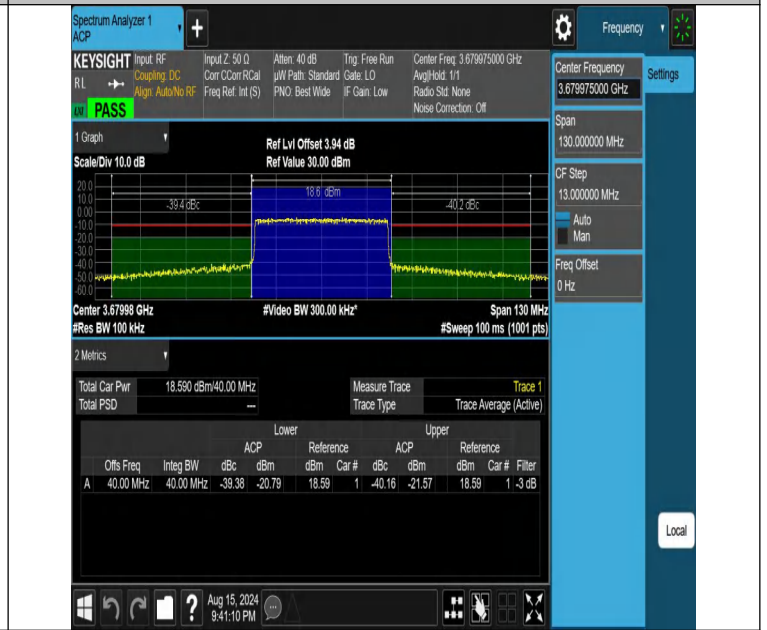 Spectrum Analyzer 1
ACP
+
Frequency
KEYSIGHT Input: RF Input Z: 50 Ω Atten: 40 dB Trig: Free Run Center Freq: 3.679975000 GHz
RL Coupling: DC Corr CCorr RCal µW Path: Standard Gate: LO Avg|Hold: 1/1
Align: Auto/No RF Freq Ref: Int (S) PNO: Best Wide IF Gain: Low Radio Std: None
PASS Noise Correction: Off
Center Frequency
3.679975000 GHz
Settings
Span
130.000000 MHz
CF Step
13.000000 MHz
Auto
Man
Freq Offset
0 Hz
1 Graph
Ref Lvl Offset 3.94 dB
Scale/Div 10.0 dB Ref Value 30.00 dBm
20.0
10.0
0.00
-10.0
-20.0
-30.0
-40.0
-50.0
-60.0
-39.4 dBc 18.6 dBm -40.2 dBc
Center 3.67998 GHz #Video BW 300.00 kHz* Span 130 MHz
#Res BW 100 kHz #Sweep 100 ms (1001 pts)
2 Metrics
Total Car Pwr 18.590 dBm/40.00 MHz Measure Trace Trace 1
Total PSD --- Trace Type Trace Average (Active)
Lower Upper
ACP Reference ACP Reference
Offs Freq Integ BW dBc dBm dBm Car # dBc dBm dBm Car # Filter
A 40.00 MHz 40.00 MHz -39.38 -20.79 18.59 1 -40.16 -21.57 18.59 1 -3 dB
Local
?
Aug 15, 2024
9:41:10 PM